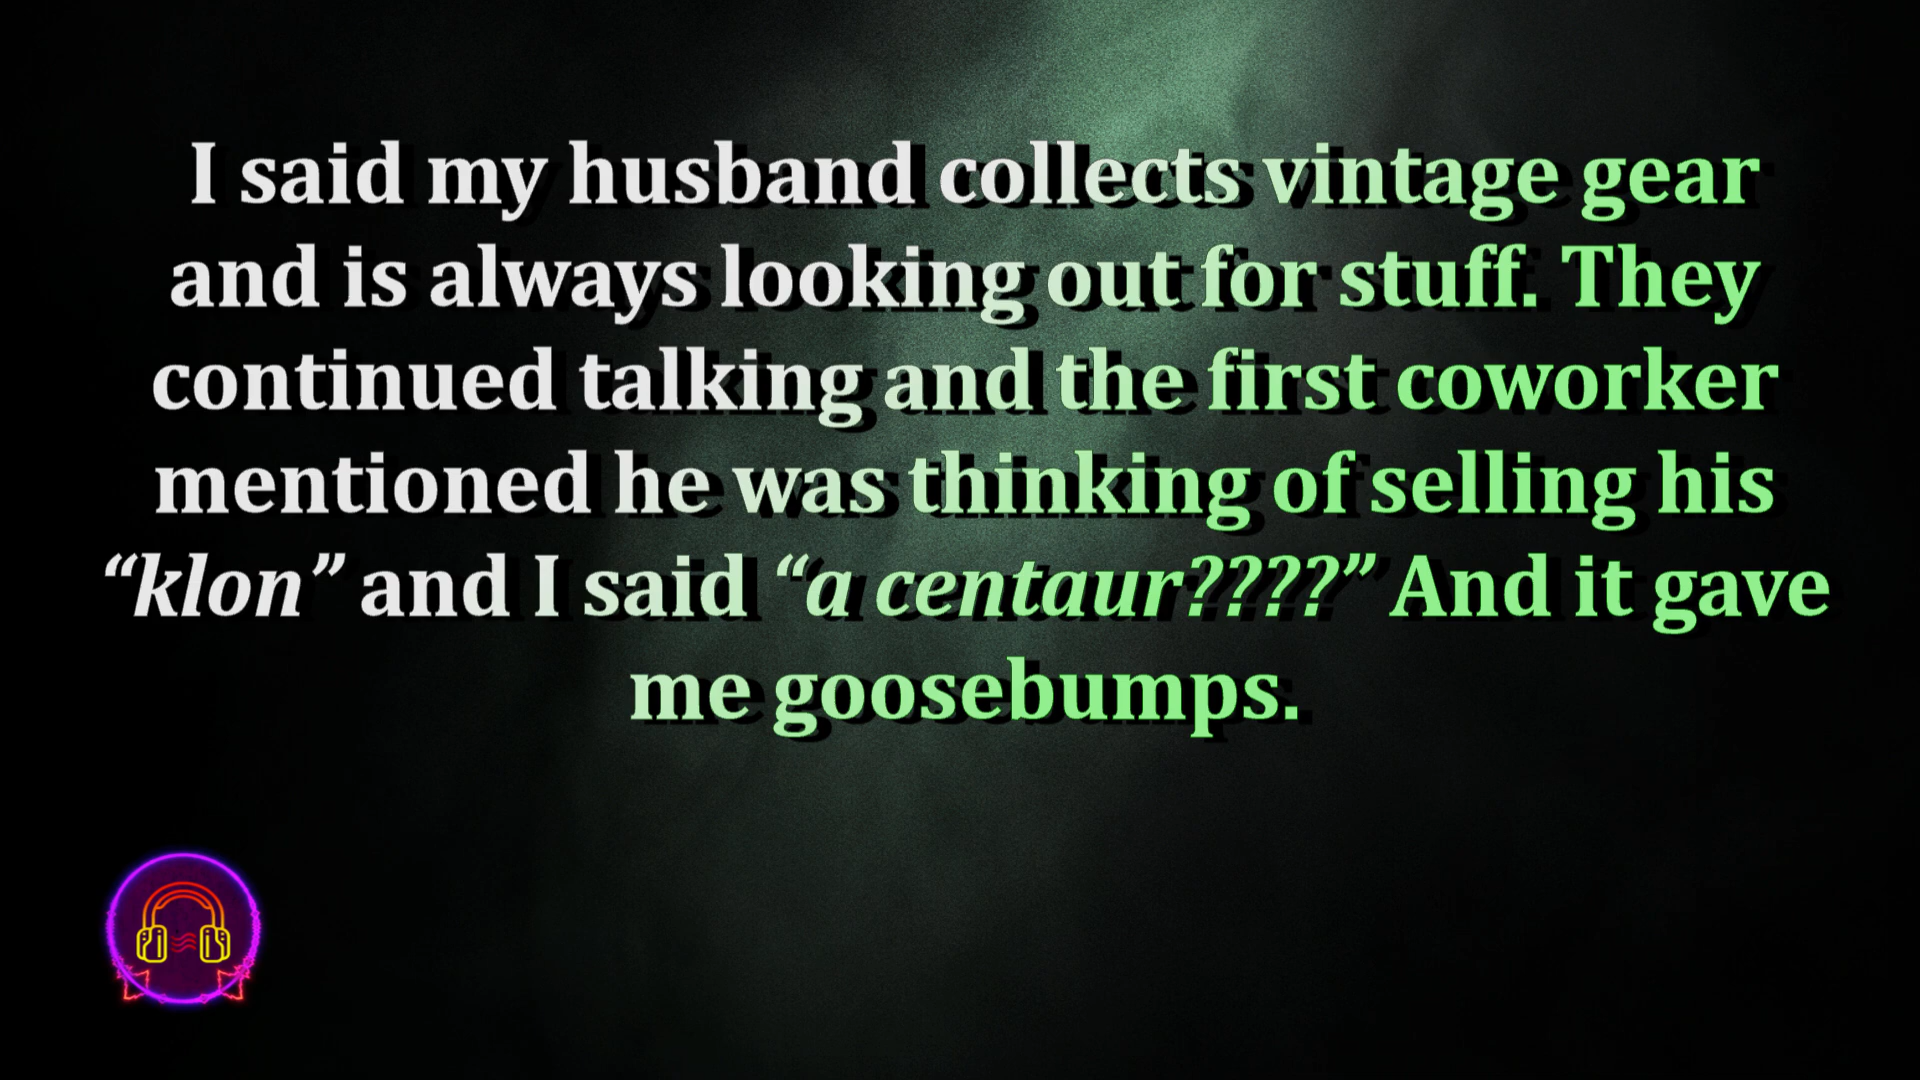 I said my husband collects vintage gear
and is always looking out for stuff. They
continued talking and the first coworker
mentioned he was thinking of selling his
“klon” and I said “a centaur????” And it gave
me goosebumps.